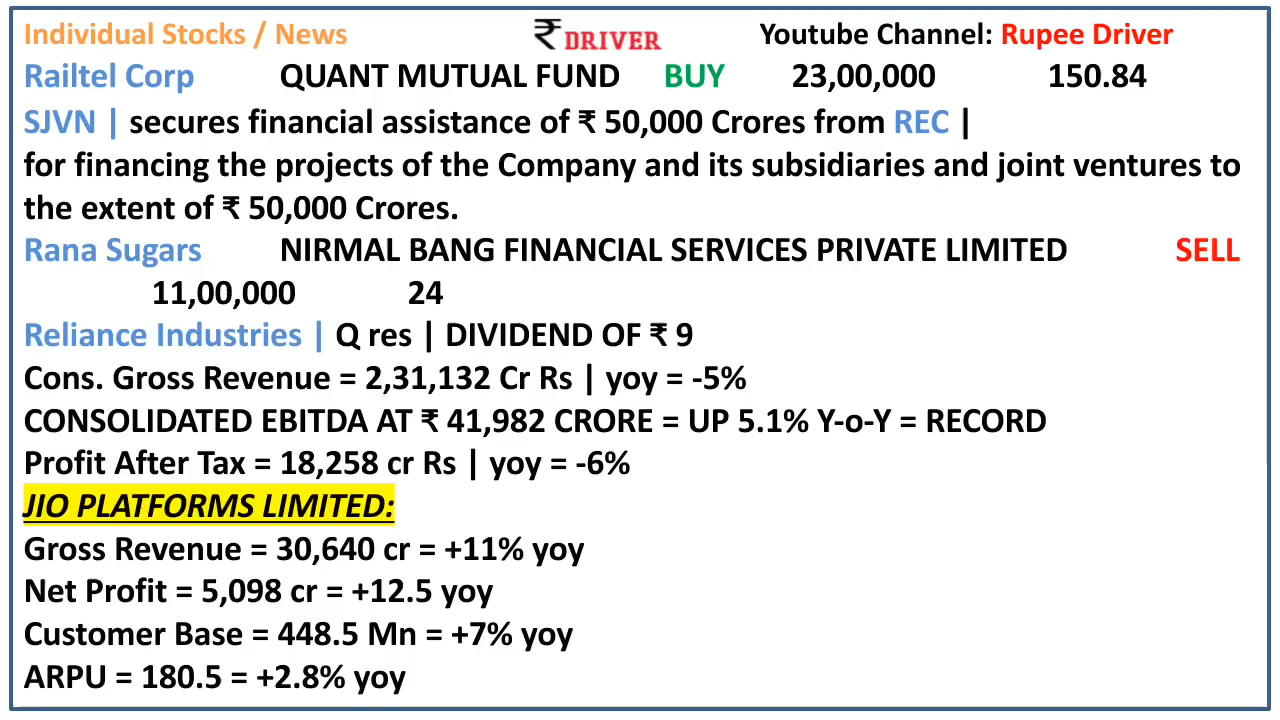 Individual Stocks / News ₹ DRIVER Youtube Channel: Rupee Driver
Railtel Corp QUANT MUTUAL FUND BUY 23,00,000 150.84
SJVN | secures financial assistance of ₹ 50,000 Crores from REC |
for financing the projects of the Company and its subsidiaries and joint ventures to
the extent of ₹ 50,000 Crores.
Rana Sugars NIRMAL BANG FINANCIAL SERVICES PRIVATE LIMITED SELL
11,00,000 24
Reliance Industries | Q res | DIVIDEND OF ₹ 9
Cons. Gross Revenue = 2,31,132 Cr Rs | yoy = -5%
CONSOLIDATED EBITDA AT ₹ 41,982 CRORE = UP 5.1% Y-o-Y = RECORD
Profit After Tax = 18,258 cr Rs | yoy = -6%
JIO PLATFORMS LIMITED:
Gross Revenue = 30,640 cr = +11% yoy
Net Profit = 5,098 cr = +12.5 yoy
Customer Base = 448.5 Mn = +7% yoy
ARPU = 180.5 = +2.8% yoy